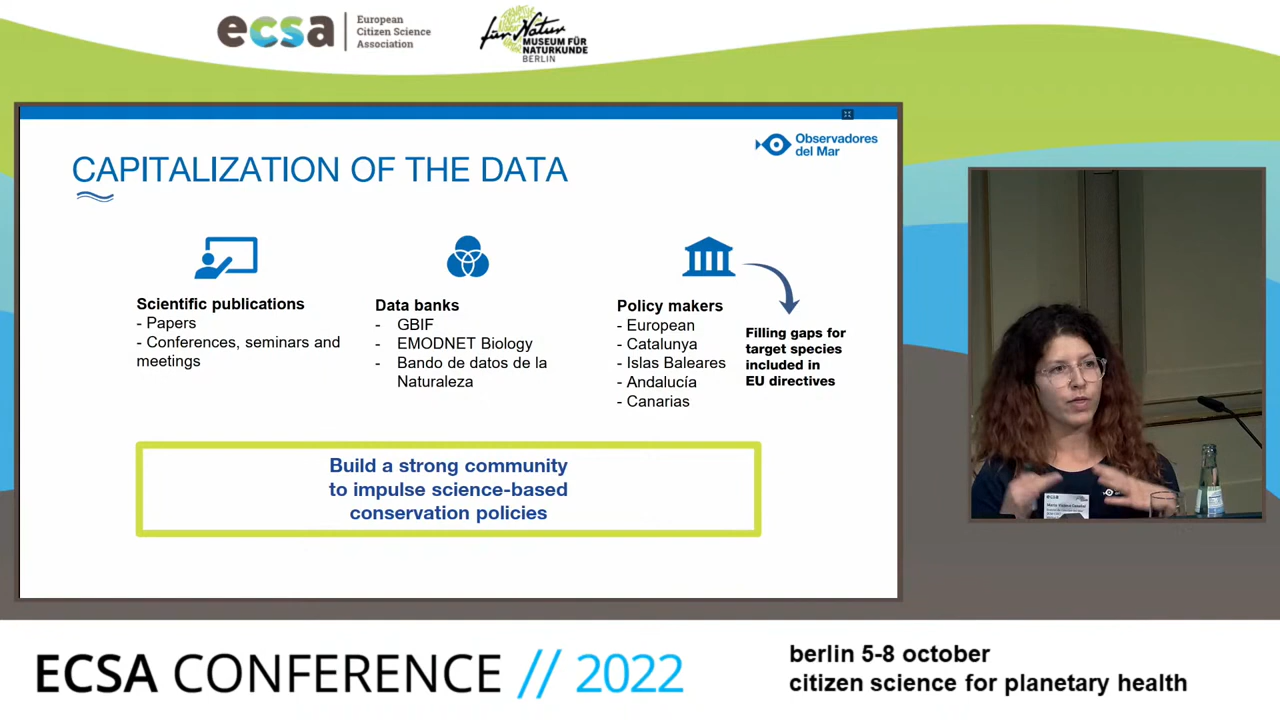 ecsa
European
Citizen Science
Association
für Natur
MUSEUM FÜR
NATURKUNDE
BERLIN
Observadores
del Mar
CAPITALIZATION OF THE DATA
Scientific publications
- Papers
- Conferences, seminars and
meetings
Data banks
- GBIF
- EMODNET Biology
- Bando de datos de la
Naturaleza
Policy makers
- European
- Catalunya
- Islas Baleares
- Andalucía
- Canarias
Filling gaps for
target species
included in
EU directives
Build a strong community
to impulse science-based
conservation policies
ecsa
ECSA CONFERENCE // 2022
berlin 5-8 october
citizen science for planetary health